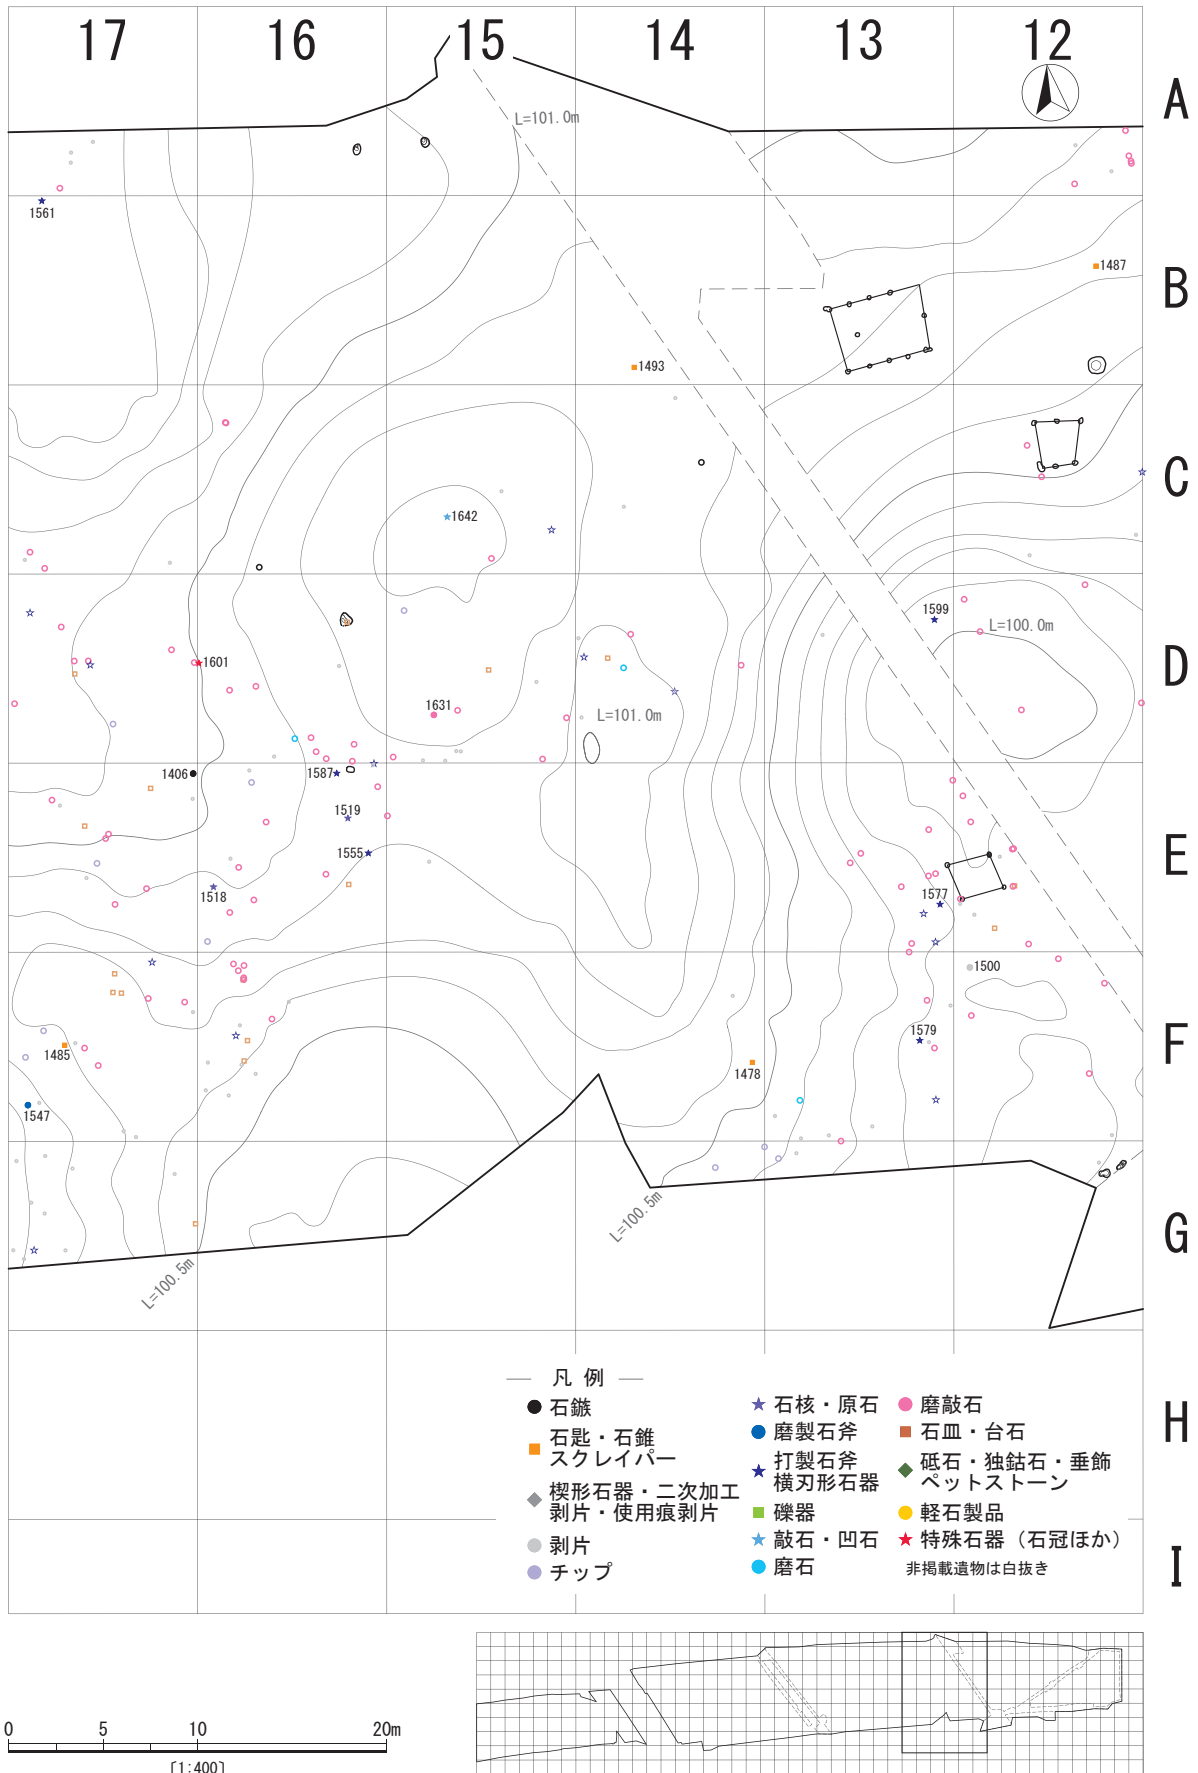 17 16 15 14 13 12
A
L=101.0m
1561
B
1487
1493
C
1642
1599
L=100.0m
D
1601
1631
L=101.0m
1406
1587
1519
1555
E
1518
1577
1500
F
1485
1579
1478
1547
G
L=100.5m
L=100.5m
凡 例
石鏃
石匙・石錐
スクレイパー
楔形石器・二次加工
剥片・使用痕剥片
剥片
チップ
石核・原石
磨製石斧
打製石斧
横刃形石器
礫器
敲石・凹石
磨石
磨敲石
石皿・台石
砥石・独鈷石・垂飾
ペットストーン
軽石製品
特殊石器（石冠ほか）
非掲載遺物は白抜き
H
I
0 5 10 20m
〔1:400〕